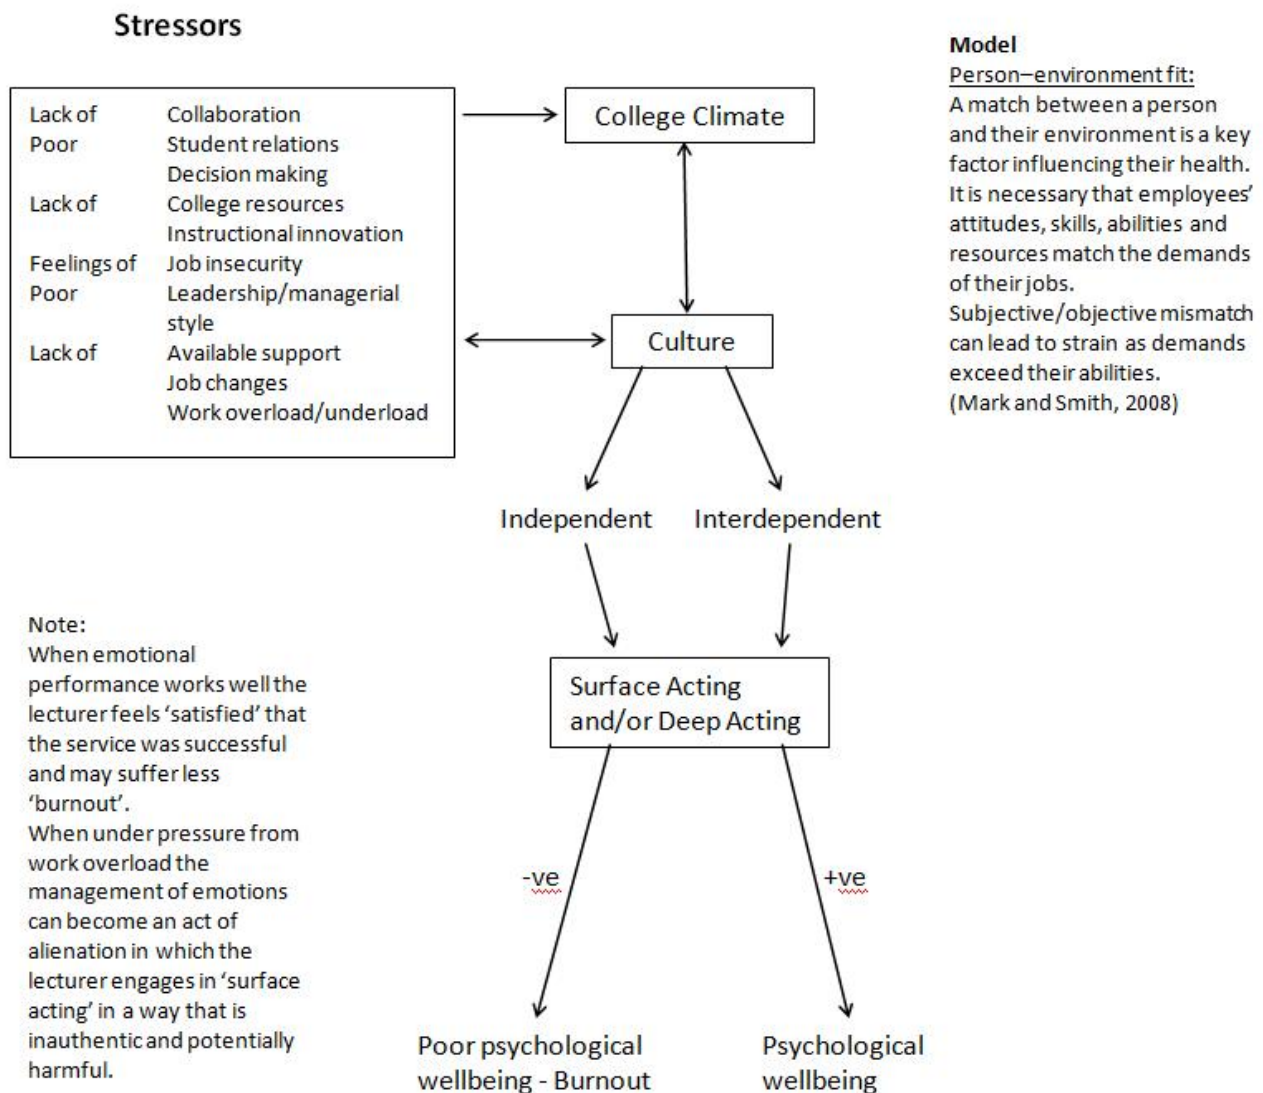 Stressors
Lack of Collaboration
Poor Student relations
Decision making
Lack of College resources
Instructional innovation
Feelings of Job insecurity
Poor Leadership/managerial
style
Lack of Available support
Job changes
Work overload/underload
College Climate
Culture
Independent Interdependent
Surface Acting
and/or Deep Acting
-ve
+ve
Poor psychological
wellbeing - Burnout
Psychological
wellbeing
Model
Person–environment fit:
A match between a person
and their environment is a key
factor influencing their health.
It is necessary that employees’
attitudes, skills, abilities and
resources match the demands
of their jobs.
Subjective/objective mismatch
can lead to strain as demands
exceed their abilities.
(Mark and Smith, 2008)
Note:
When emotional
performance works well the
lecturer feels ‘satisfied’ that
the service was successful
and may suffer less
‘burnout’.
When under pressure from
work overload the
management of emotions
can become an act of
alienation in which the
lecturer engages in ‘surface
acting’ in a way that is
inauthentic and potentially
harmful.